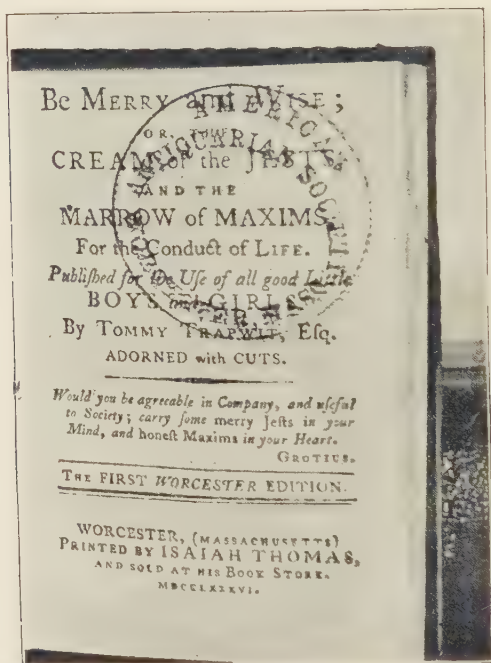 Be MERRY and WISE;
OR, THE
CREAM of the JESTS,
AND THE
MARROW of MAXIMS,
For the Conduct of LIFE.
Publiſhed for the Uſe of all good Little
BOYS and GIRLS.
By TOMMY TRAPWIT, Eſq.
ADORNED with CUTS.
Would you be agreeable in Company, and uſeful
to Society; carry ſome merry Jeſts in your
Mind, and honeſt Maxims in your Heart.
GROTIUS.
THE FIRST WORCESTER EDITION.
WORCESTER, (MASSACHUSETTS)
PRINTED BY ISAIAH THOMAS,
AND SOLD AT HIS BOOK STORE.
MDCCLXXXVI.
AMERICAN
ANTIQUARIAN SOCIETY